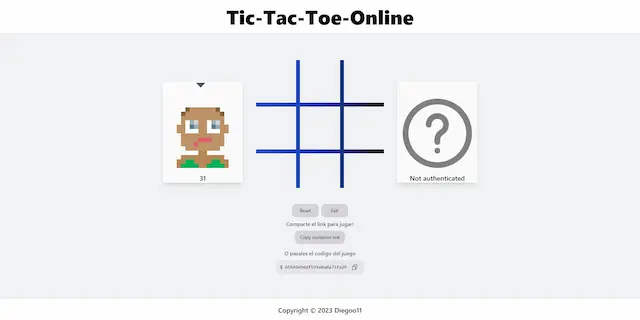 Tic-Tac-Toe-Online
31
Not authenticated
Reset
Exit
Comparte el link para jugar!
Copy invitation link
O pasales el codigo del juego
$
Copyright © 2023 Diegoo11